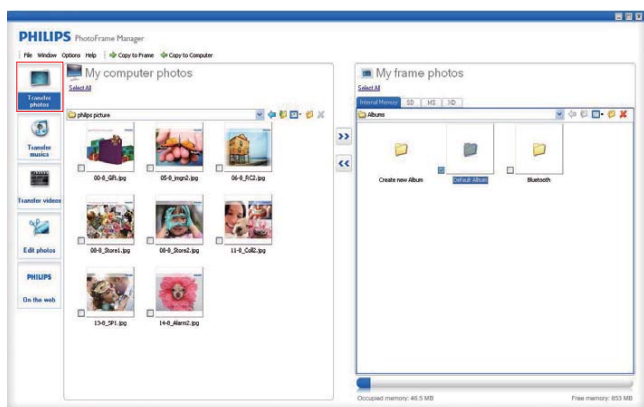 PHILIPS PhotoFrame Manager
File Window Options Help Copy to Frame Copy to Computer
Transfer photos
Transfer musics
Transfer videos
Edit photos
PHILIPS
On the web
My computer photos
Select All
philips picture
00-0_Gift.jpg
05-0_imgn2.jpg
06-0_RC2.jpg
08-0_Store1.jpg
08-0_Store2.jpg
11-0_Coll2.jpg
13-0_SP1.jpg
14-0_Alarm2.jpg
My frame photos
Select All
Internal Memory SD MS XD
Albums
Create new Album
Default Album
Bluetooth
Occupied memory: 48.5 MB
Free memory: 853 MB